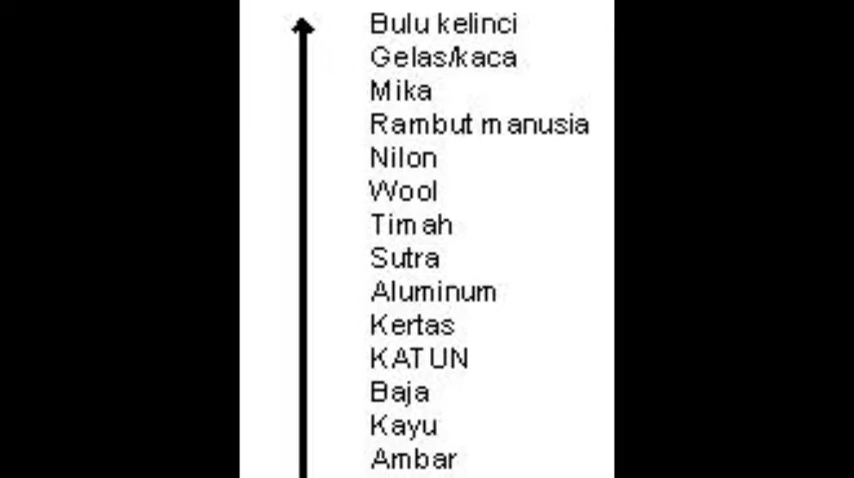 Bulu kelinci
Gelas/kaca
Mika
Rambut manusia
Nilon
Wool
Timah
Sutra
Aluminum
Kertas
KATUN
Baja
Kayu
Ambar